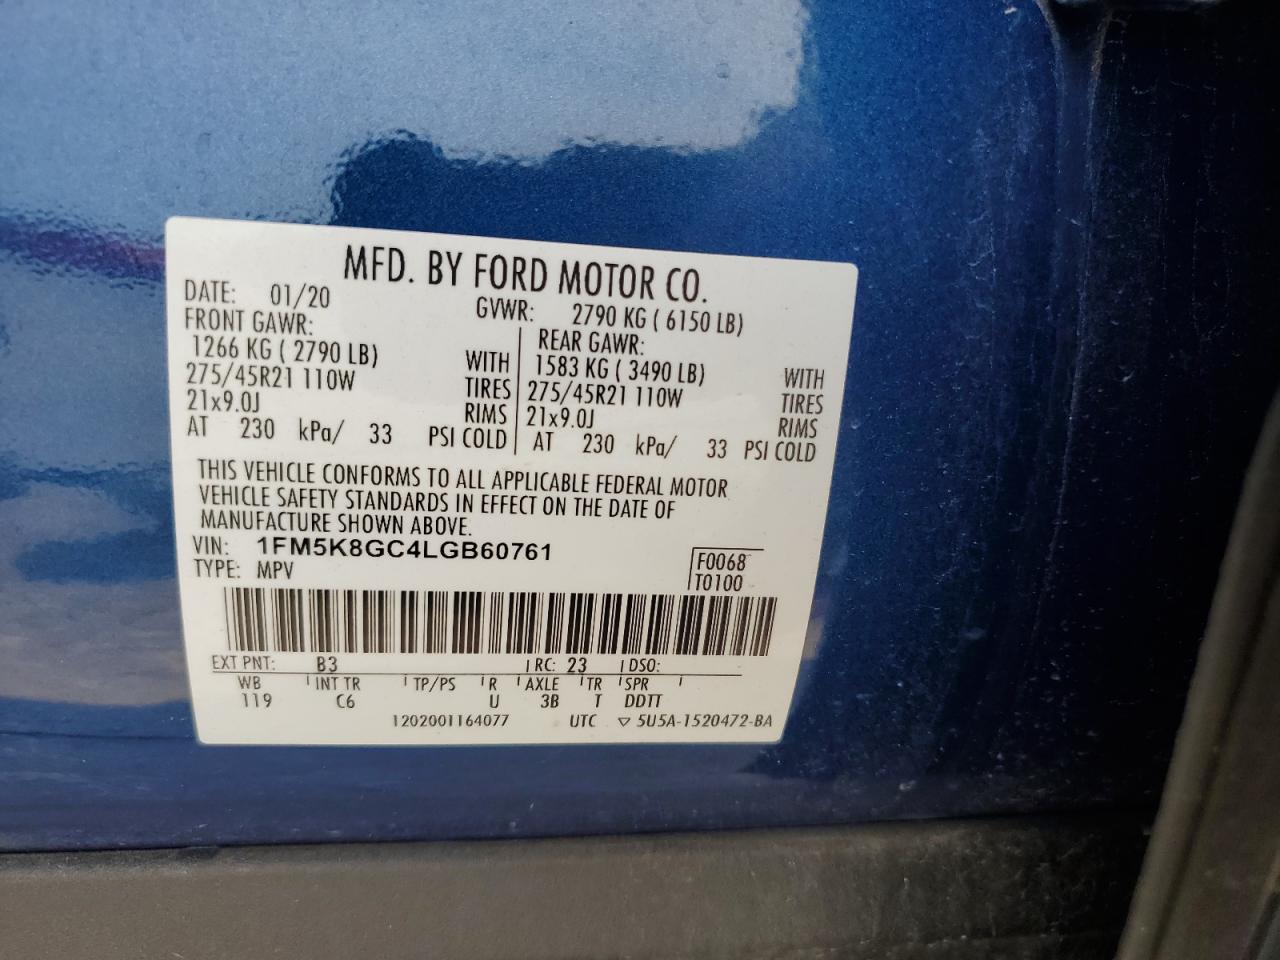 MFD. BY FORD MOTOR CO.
DATE: 01/20 GVWR: 2790 KG ( 6150 LB)
FRONT GAWR: REAR GAWR:
1266 KG ( 2790 LB) WITH 1583 KG ( 3490 LB) WITH
275/45R21 110W TIRES 275/45R21 110W TIRES
21x9.0J RIMS 21x9.0J RIMS
AT 230 kPa/ 33 PSI COLD AT 230 kPa/ 33 PSI COLD
THIS VEHICLE CONFORMS TO ALL APPLICABLE FEDERAL MOTOR
VEHICLE SAFETY STANDARDS IN EFFECT ON THE DATE OF
MANUFACTURE SHOWN ABOVE.
VIN: 1FM5K8GC4LGB60761 F0068
TYPE: MPV T0100
EXT PNT: B3 RC: 23 DSO:
WB INT TR TP/PS R AXLE TR SPR
119 C6 U 3B T DDTT
1202001164077 UTC ▽ 5U5A-1520472-BA